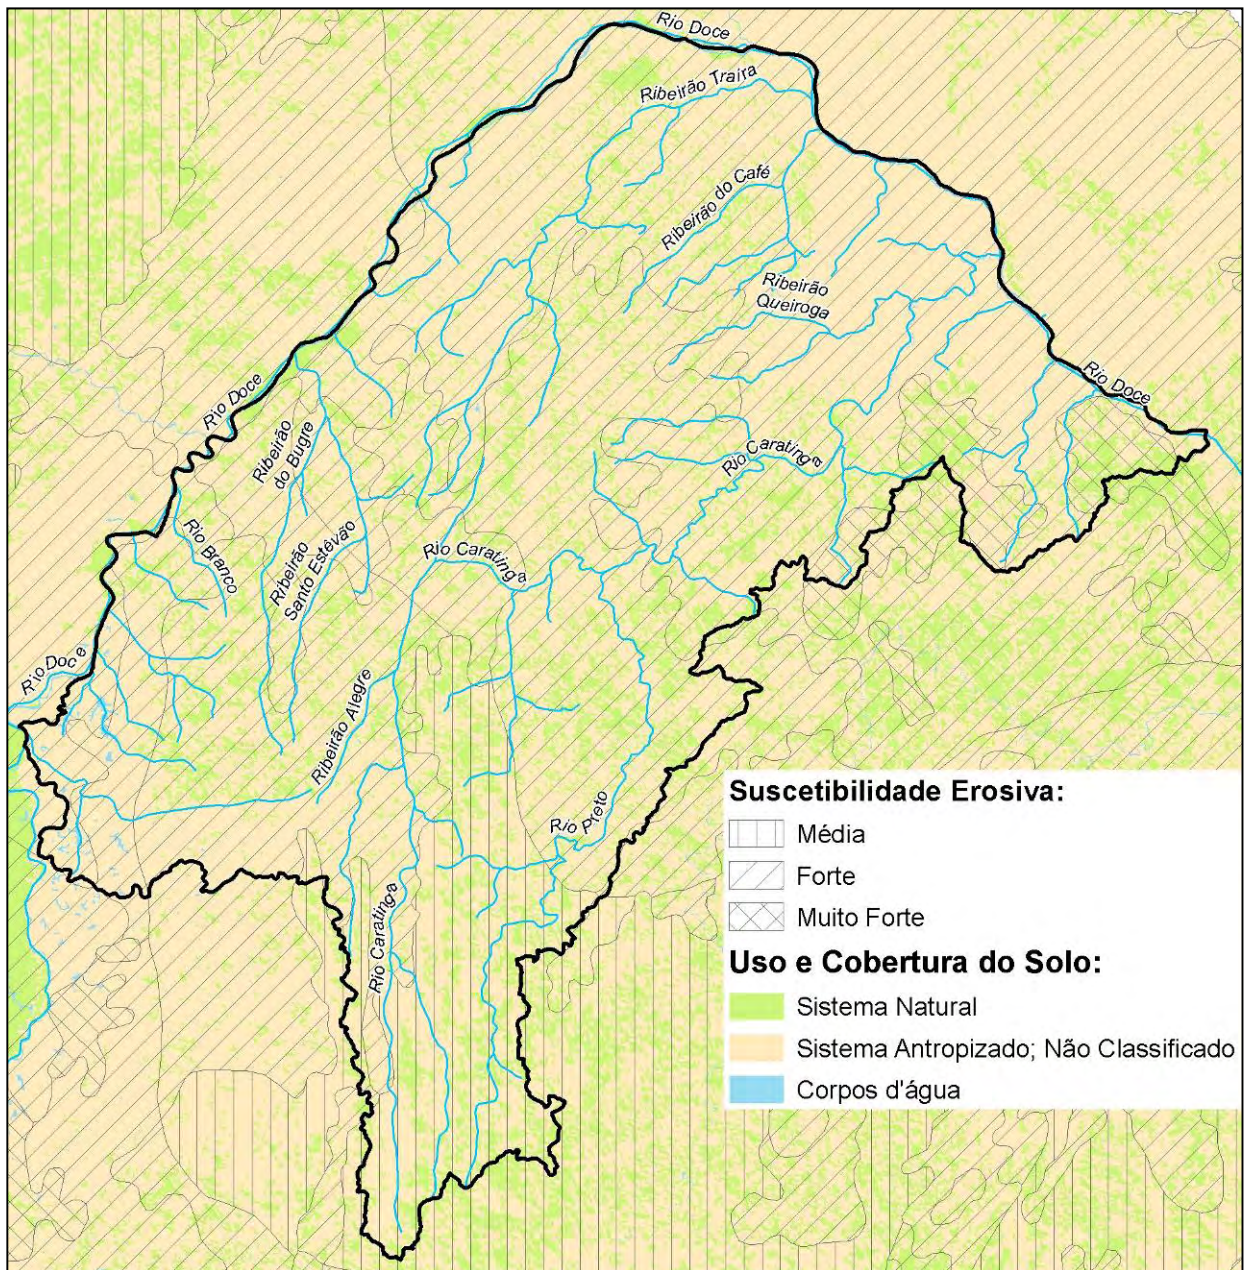 Rio Doce
Ribeirão Traíra
Ribeirão do Café
Ribeirão
Queiroga
Rio Doce
Rio Doce
Ribeirão
do Bugre
Rio Caratinga
Rio Branco
Ribeirão
Santo Estêvão
Rio Caratinga
Rio Doce
Ribeirão Alegre
Rio Preto
Rio Caratinga
Suscetibilidade Erosiva:
Média
Forte
Muito Forte
Uso e Cobertura do Solo:
Sistema Natural
Sistema Antropizado; Não Classificado
Corpos d'água